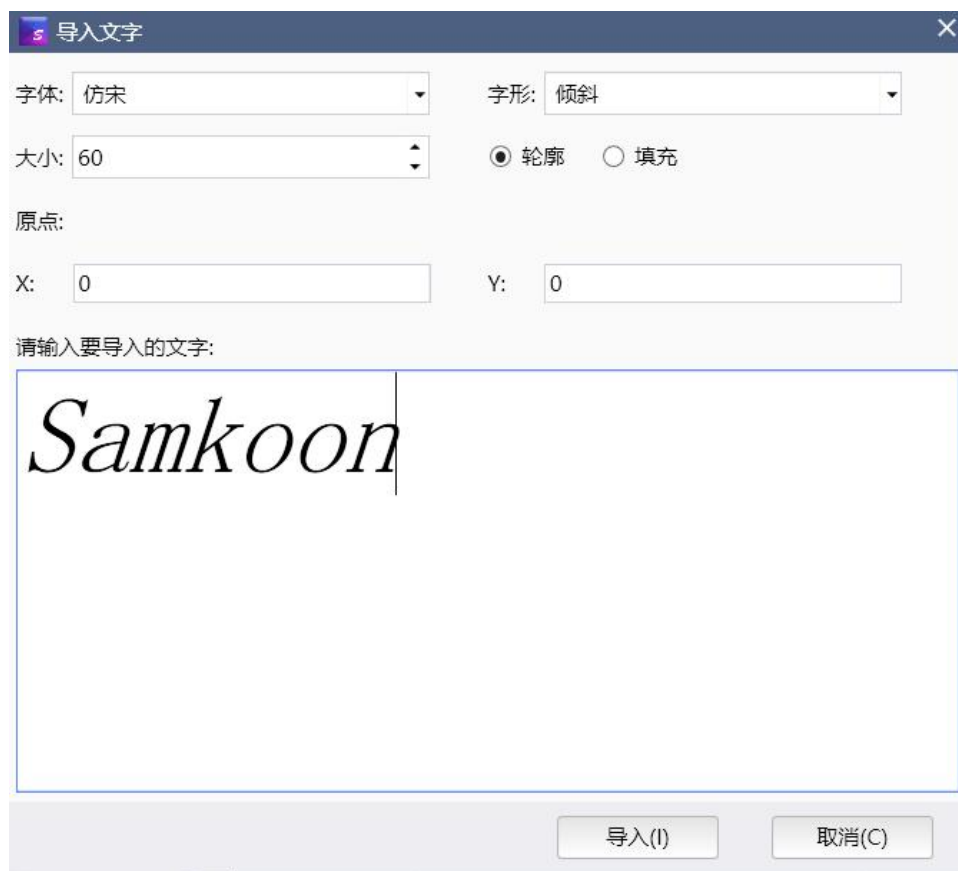 S 导入文字
字体: 仿宋 字形: 倾斜
大小: 60 轮廓 填充
原点:
X: 0 Y: 0
请输入要导入的文字:
Samkoon
导入(I) 取消(C)